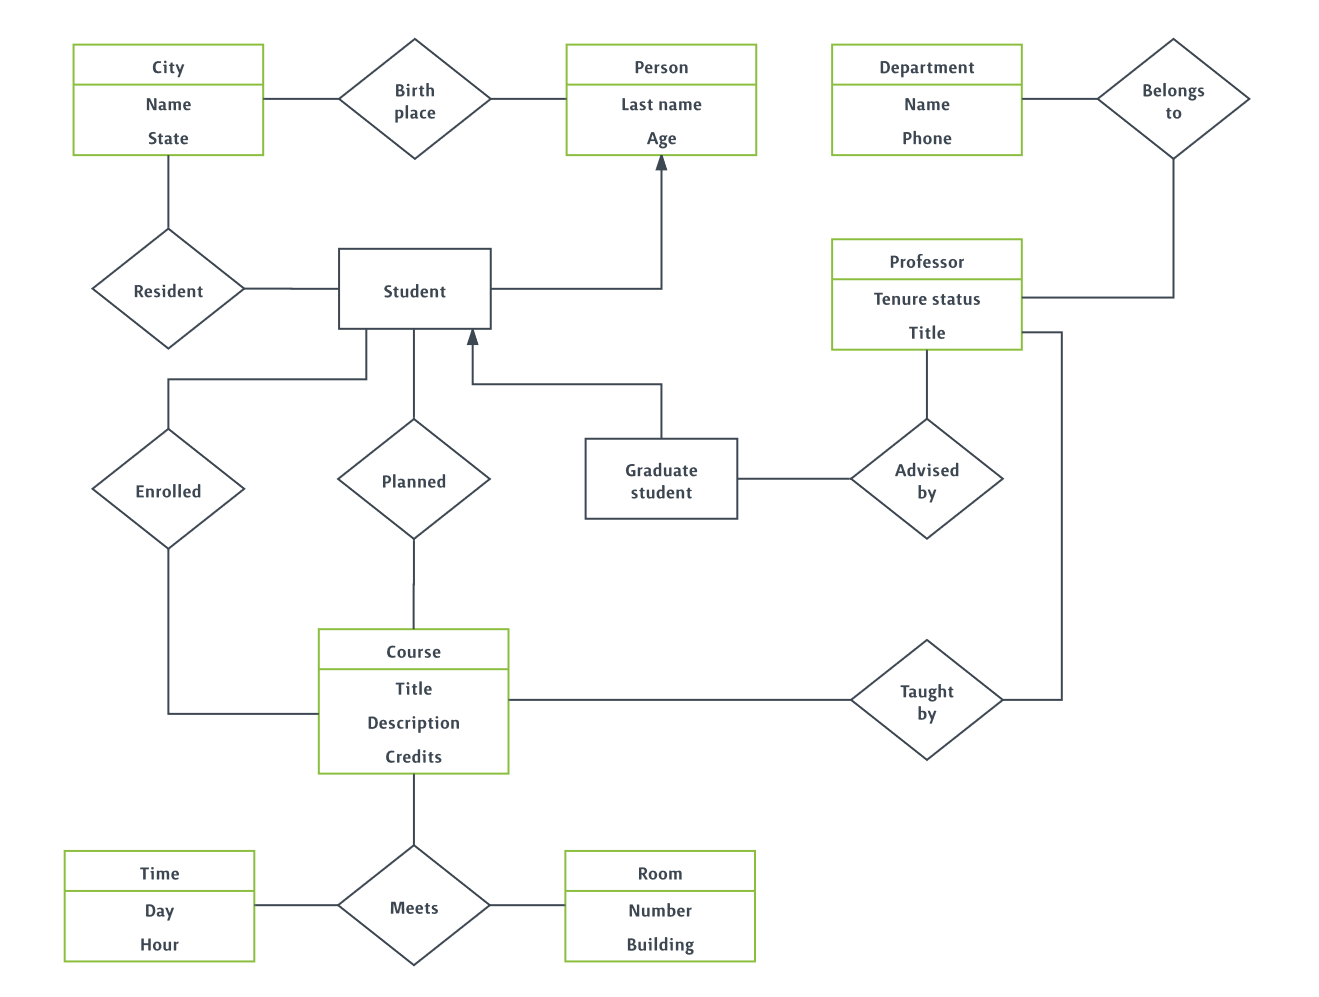 City
Name
State
Birth
place
Person
Last name
Age
Department
Name
Phone
Belongs
to
Resident
Student
Professor
Tenure status
Title
Enrolled
Planned
Graduate
student
Advised
by
Course
Title
Description
Credits
Taught
by
Time
Day
Hour
Meets
Room
Number
Building